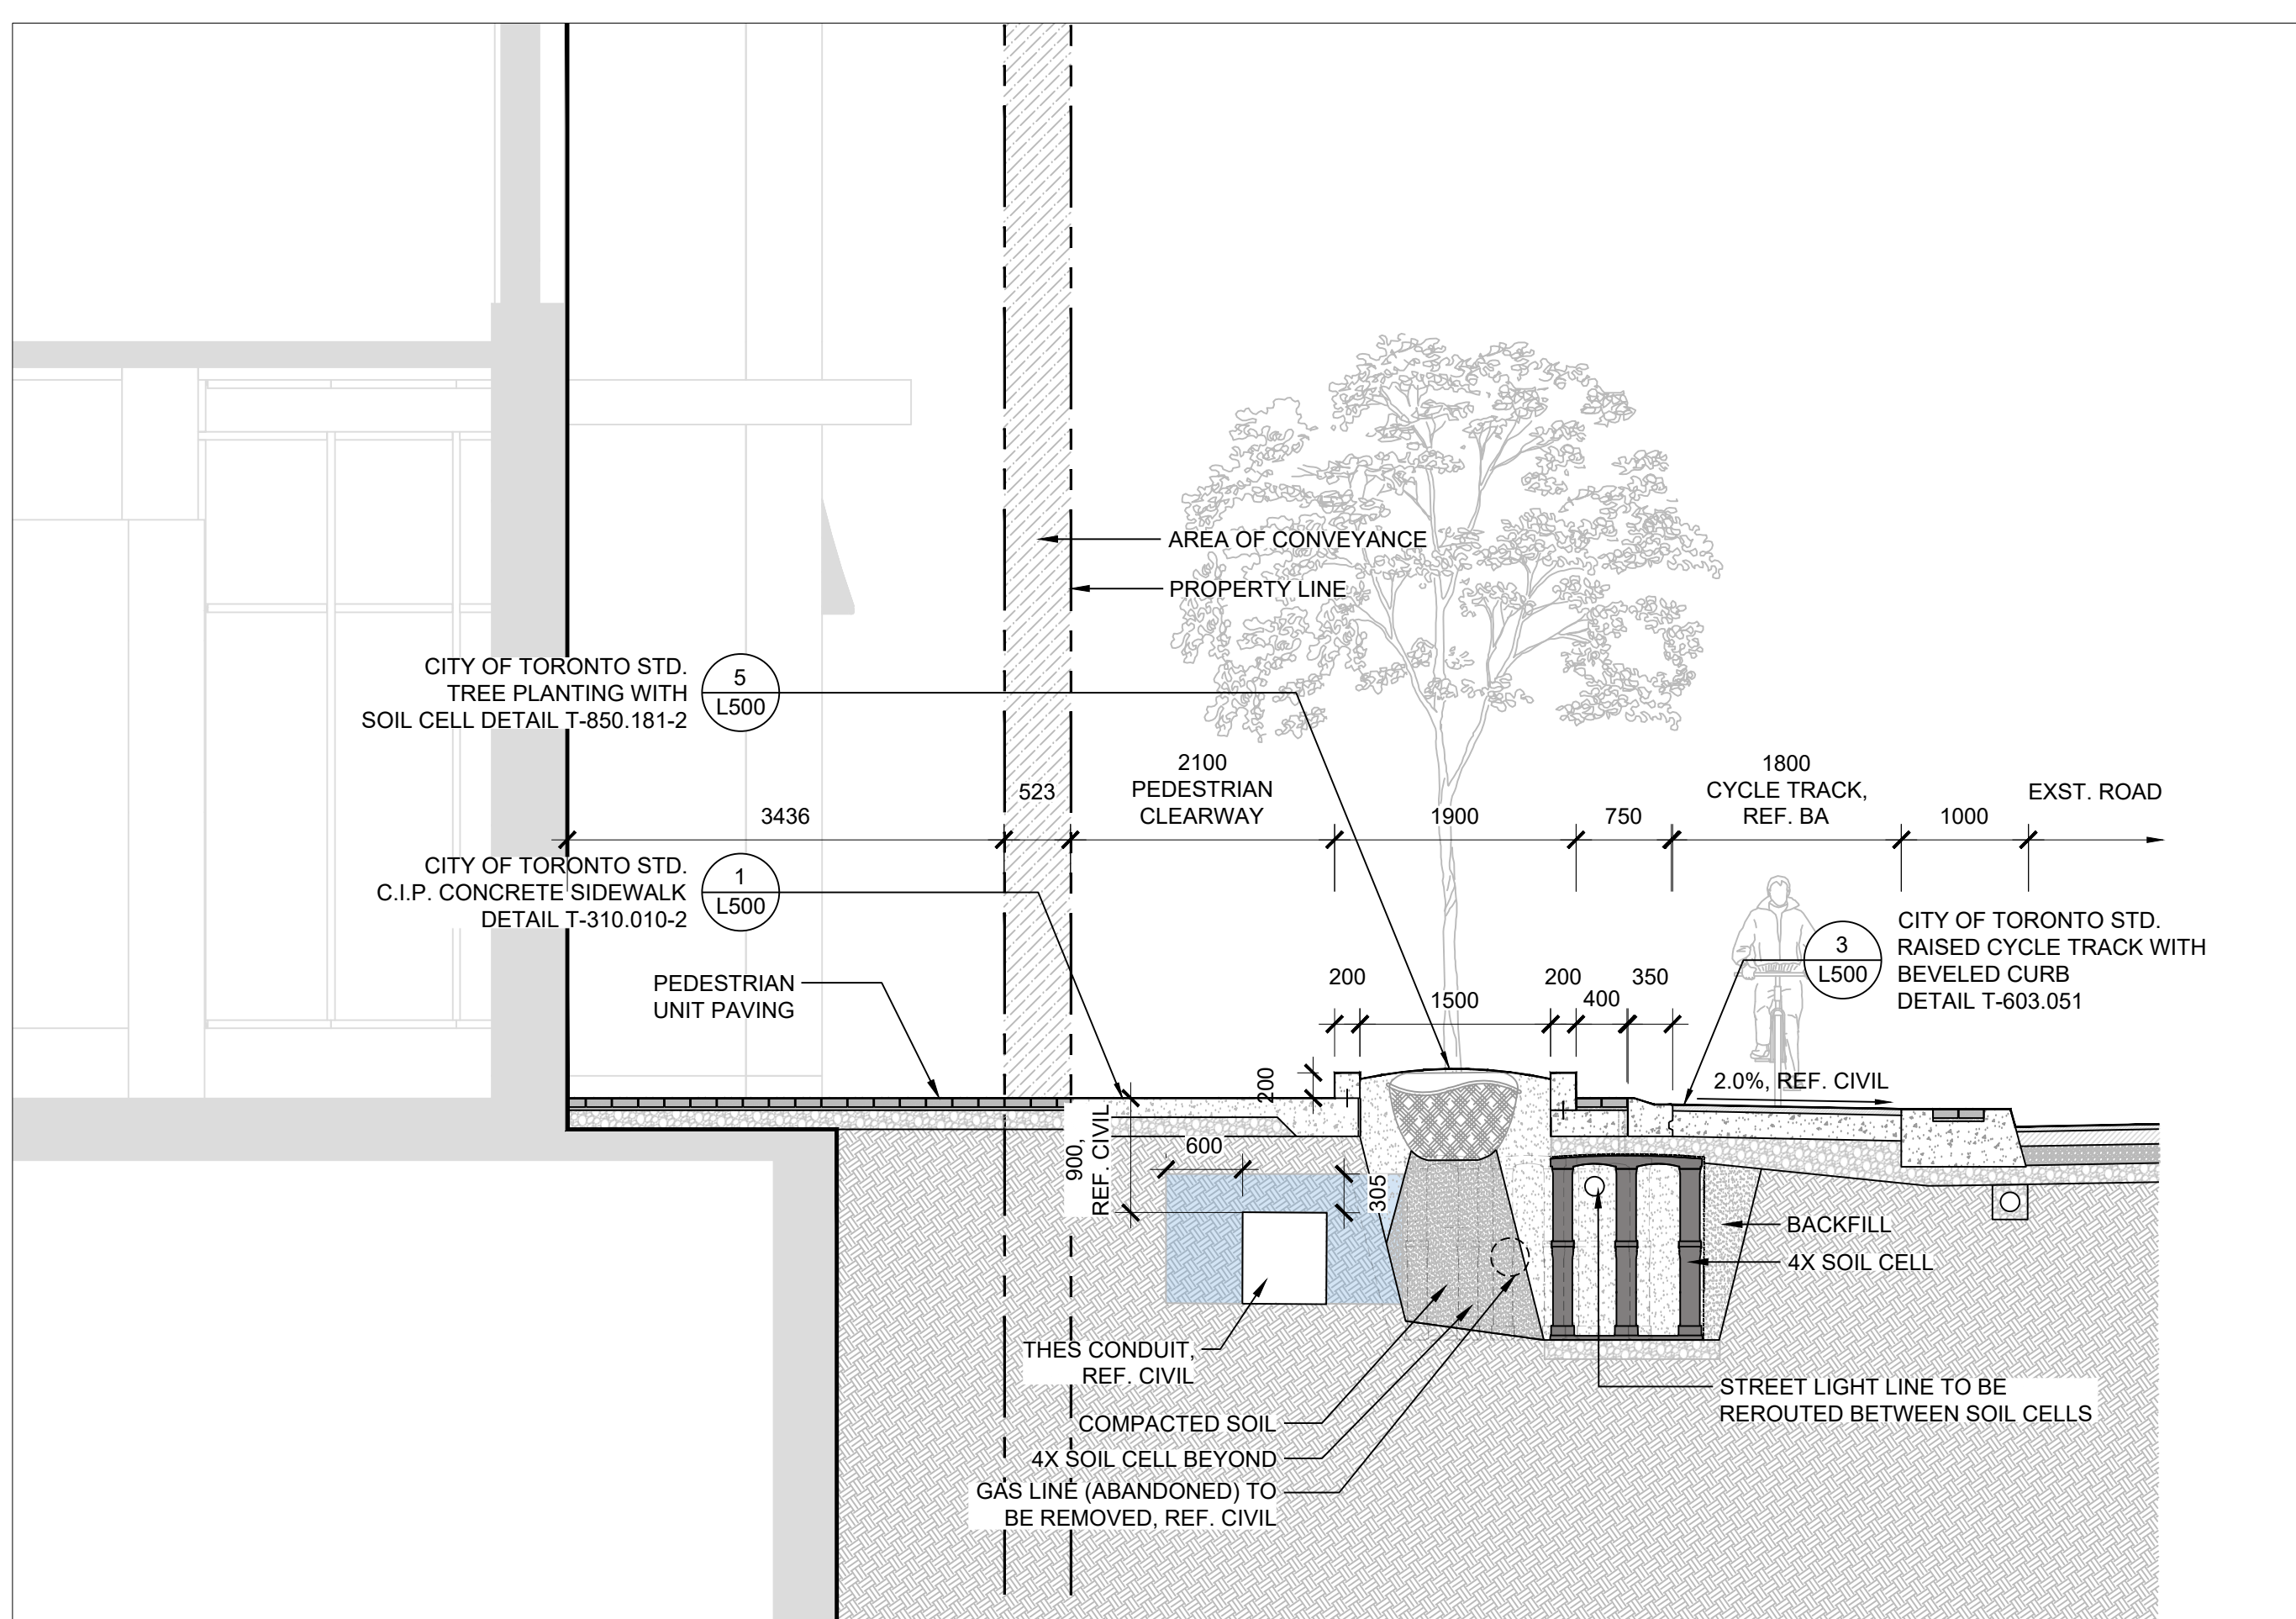 AREA OF CONVEYANCE
PROPERTY LINE
CITY OF TORONTO STD.
TREE PLANTING WITH
SOIL CELL DETAIL T-850.181-2
5
L500
3436
523
2100
PEDESTRIAN
CLEARWAY
1900
750
1800
CYCLE TRACK,
REF. BA
1000
EXST. ROAD
CITY OF TORONTO STD.
C.I.P. CONCRETE SIDEWALK
DETAIL T-310.010-2
1
L500
PEDESTRIAN
UNIT PAVING
200
1500
200
400
350
3
L500
CITY OF TORONTO STD.
RAISED CYCLE TRACK WITH
BEVELED CURB
DETAIL T-603.051
200
2.0%, REF. CIVIL
900,
REF. CIVIL
600
305
BACKFILL
4X SOIL CELL
THES CONDUIT,
REF. CIVIL
COMPACTED SOIL
4X SOIL CELL BEYOND
GAS LINE (ABANDONED) TO
BE REMOVED, REF. CIVIL
STREET LIGHT LINE TO BE
REROUTED BETWEEN SOIL CELLS